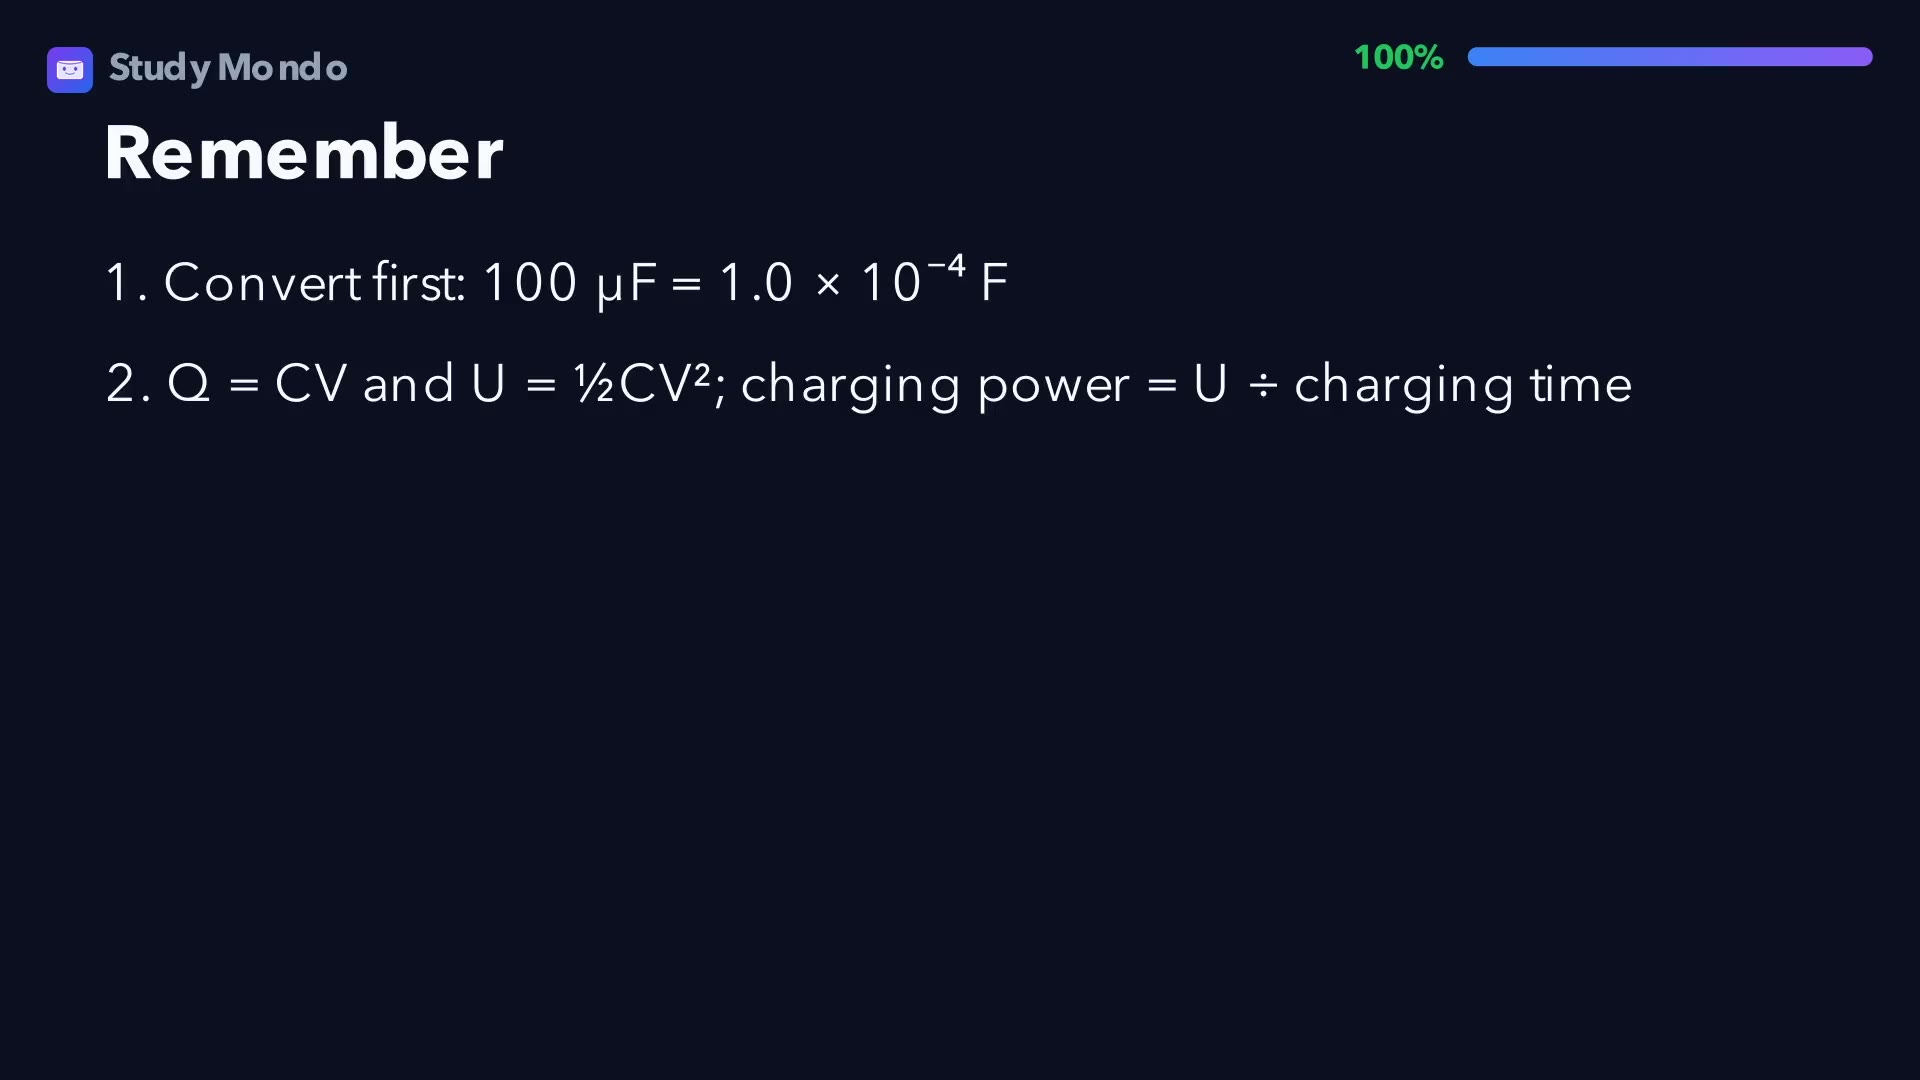 Study Mondo
100%
Remember
1. Convert first: 100 μF = 1.0 × 10⁻⁴ F
2. Q = CV and U = ½CV²; charging power = U ÷ charging time